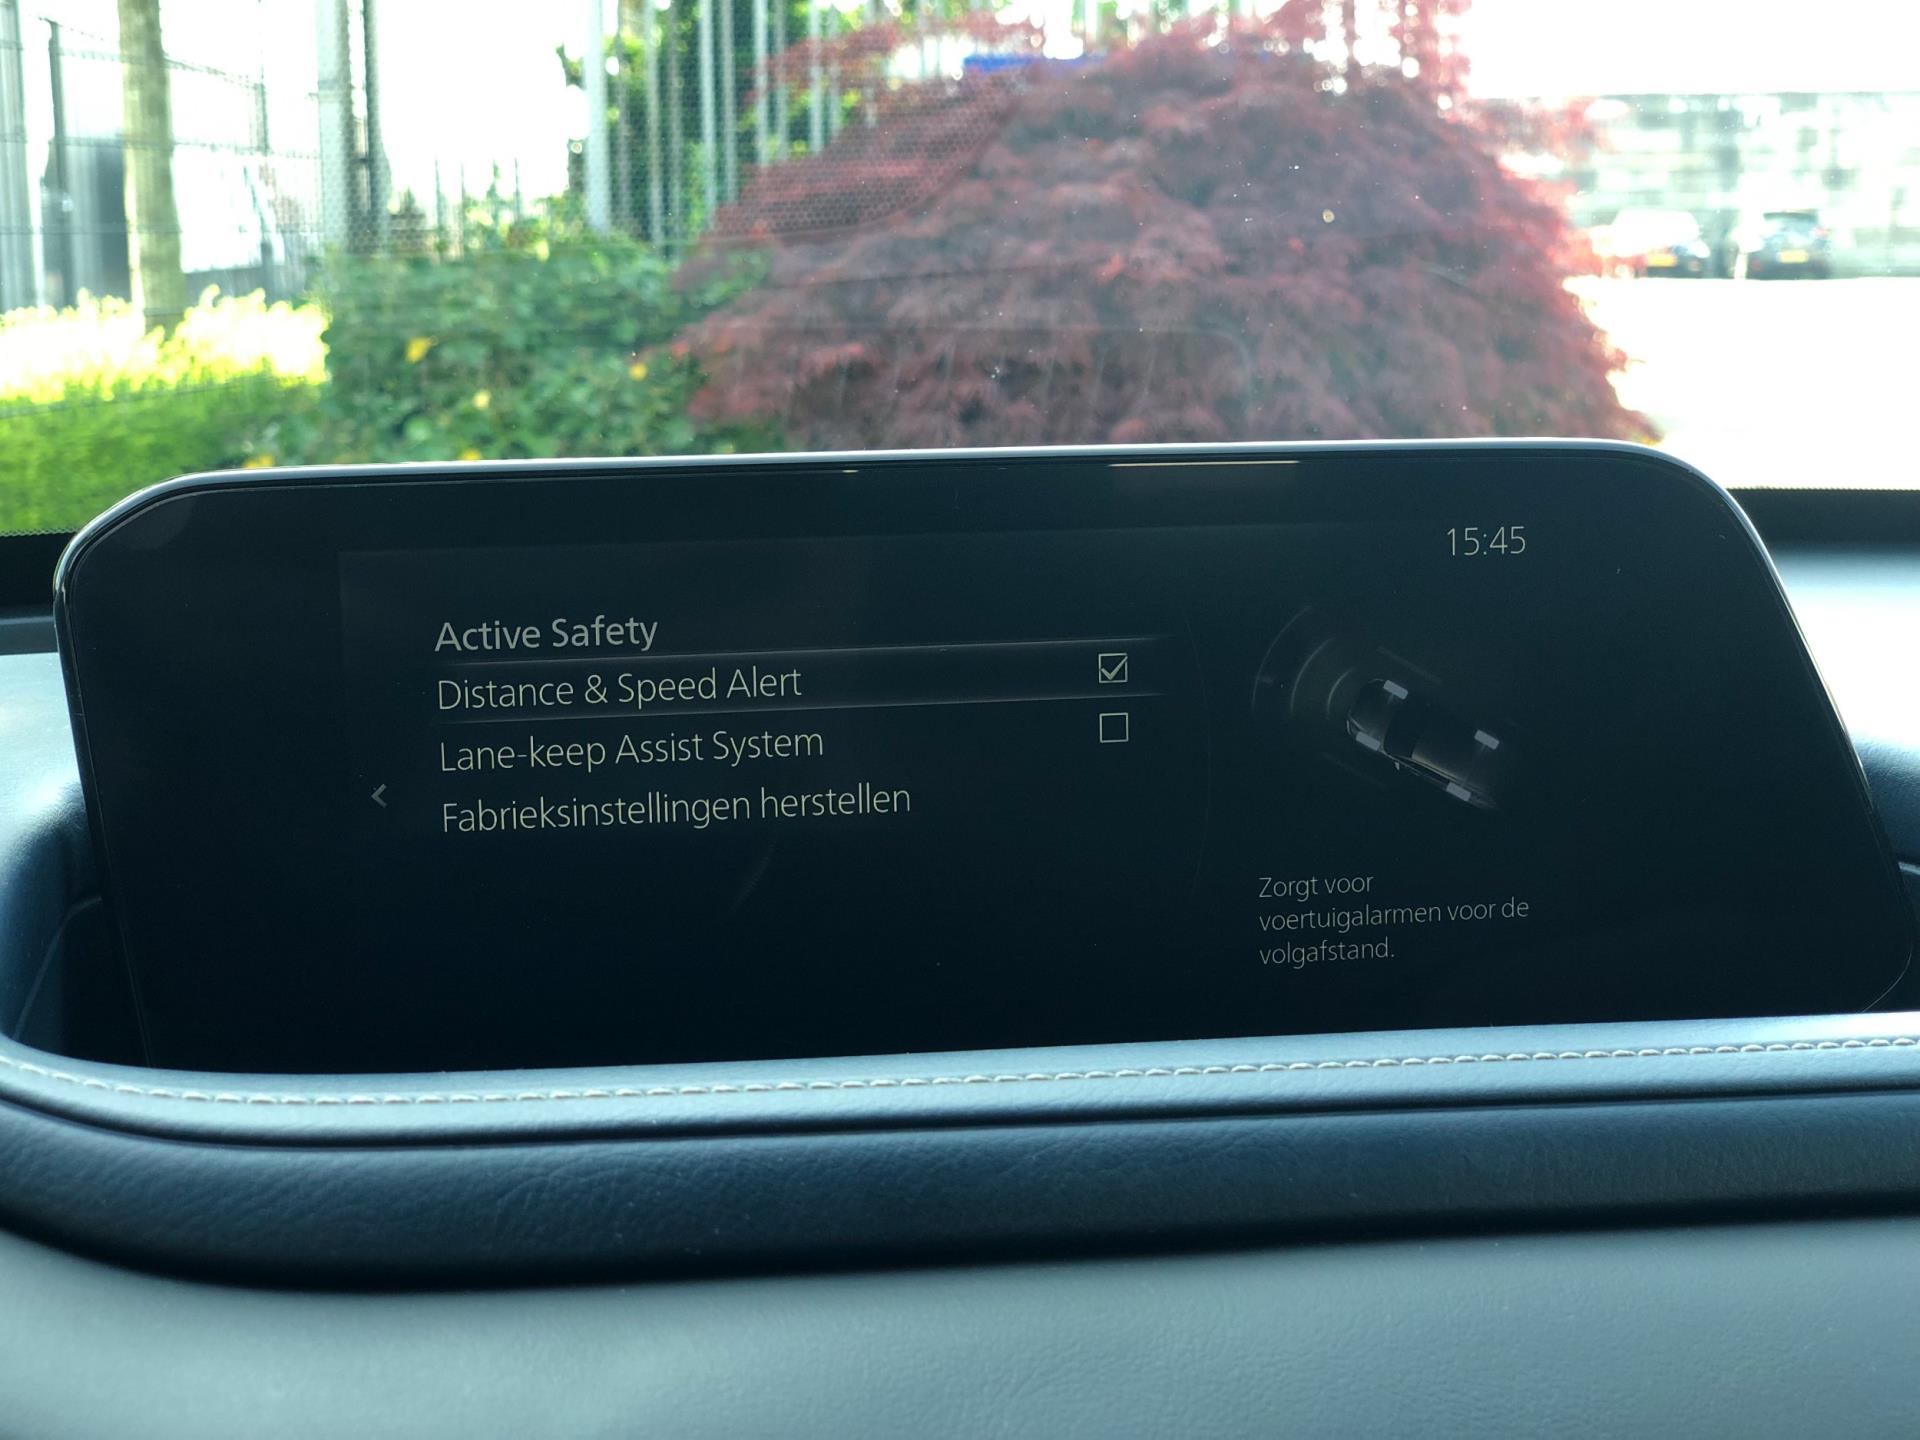 15:45
Active Safety
Distance & Speed Alert
Lane-keep Assist System
Fabrieksinstellingen herstellen
Zorgt voor
voertuigalarmen voor de
volgafstand.